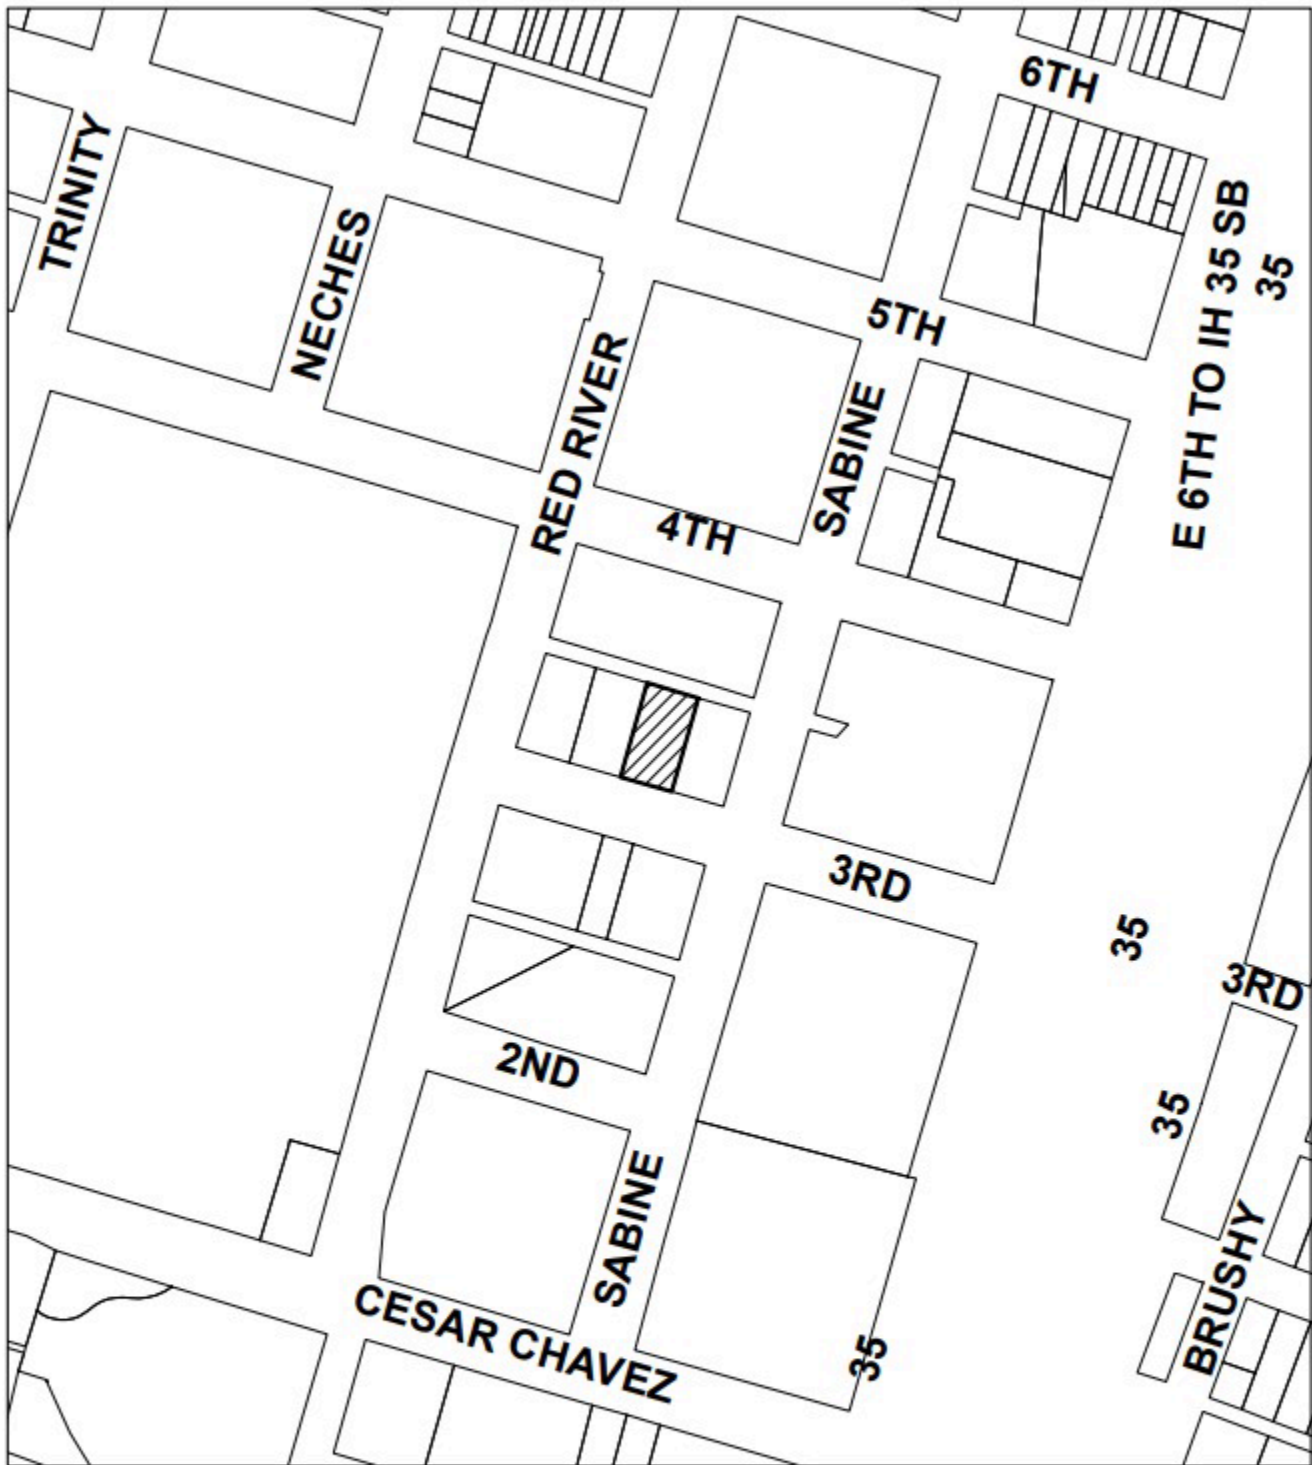 6TH
TRINITY
NECHES
E 6TH TO IH 35 SB
35
5TH
RED RIVER
SABINE
4TH
3RD
35
3RD
2ND
35
SABINE
BRUSHY
CESAR CHAVEZ
35